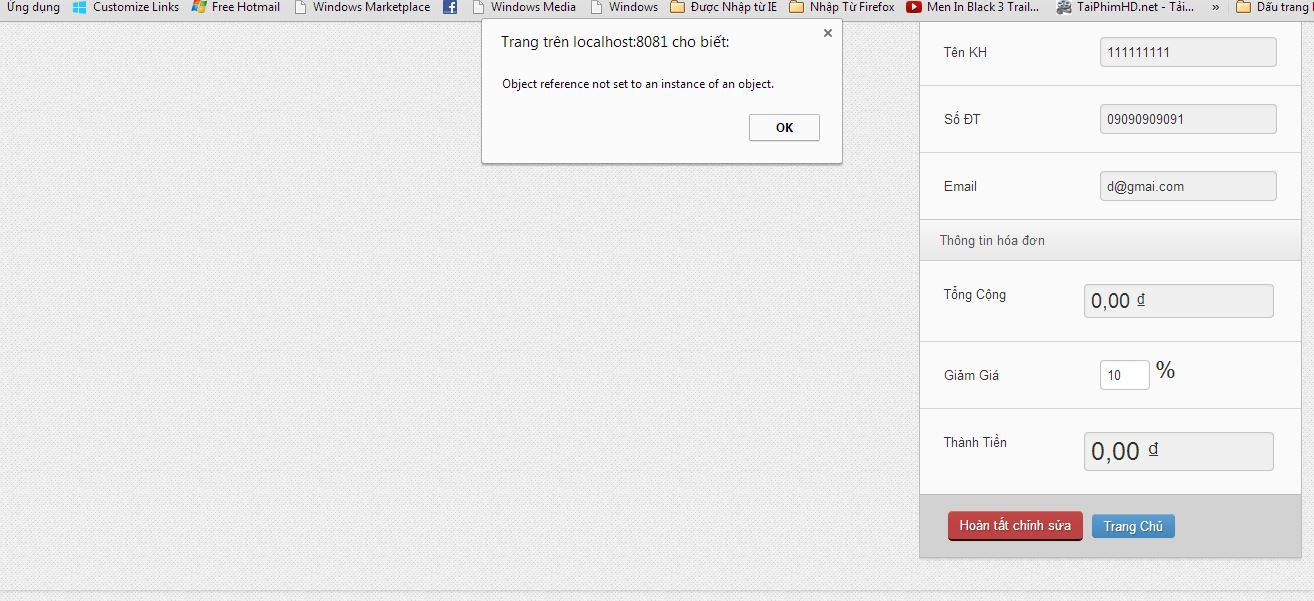 Ứng dụng Customize Links Free Hotmail Windows Marketplace Windows Media Windows Được Nhập từ IE Nhập Từ Firefox Men In Black 3 Trail... TaiPhimHD.net - Tải... » Dấu trang
Trang trên localhost:8081 cho biết:
Object reference not set to an instance of an object.
OK
Tên KH 111111111
Số ĐT 09090909091
Email d@gmai.com
Thông tin hóa đơn
Tổng Cộng 0,00 ₫
Giảm Giá 10 %
Thành Tiền 0,00 ₫
Hoàn tất chỉnh sửa Trang Chủ